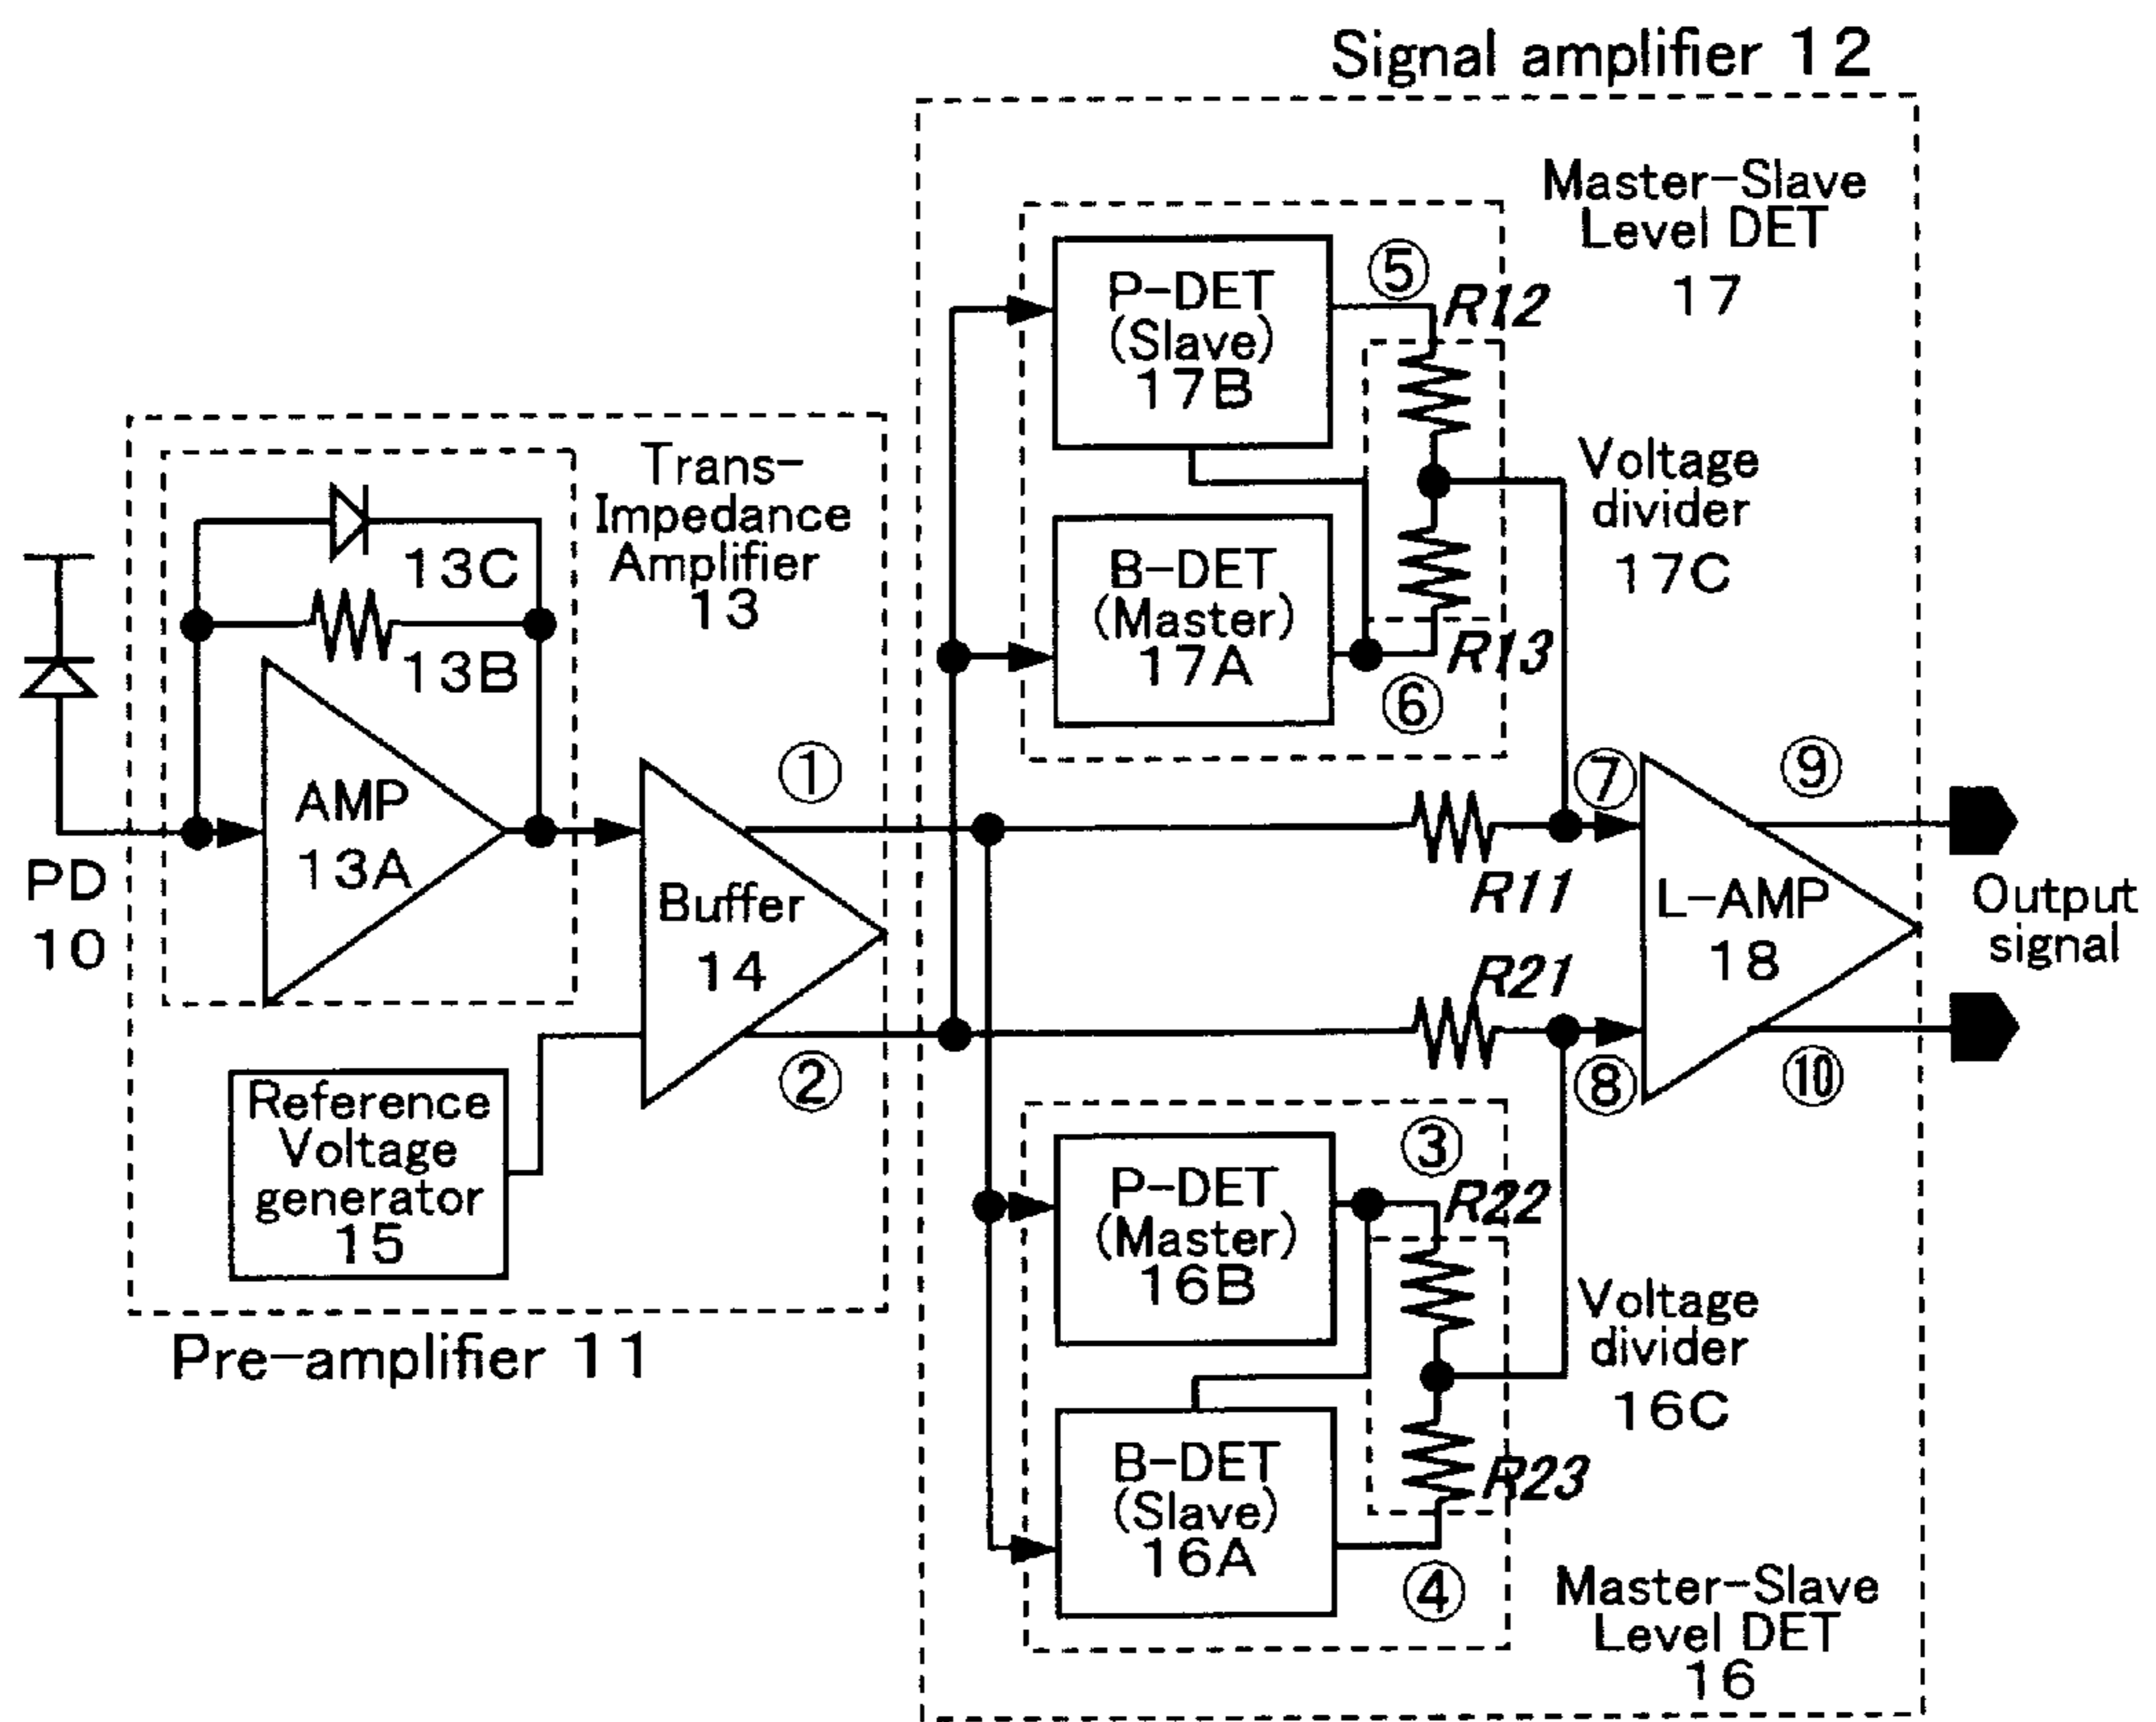 Signal amplifier 12
Master-Slave
Level DET
17
P-DET
(Slave)
17B
⑤
R12
Voltage
divider
17C
B-DET
(Master)
17A
R13
⑥
Trans-
Impedance
Amplifier
13
13C
13B
AMP
13A
PD
10
Buffer
14
①
②
Reference
Voltage
generator
15
Pre-amplifier 11
R11
R21
⑦
⑧
L-AMP
18
⑨
⑩
Output
signal
P-DET
(Master)
16B
③
R22
Voltage
divider
16C
B-DET
(Slave)
16A
R23
④
Master-Slave
Level DET
16